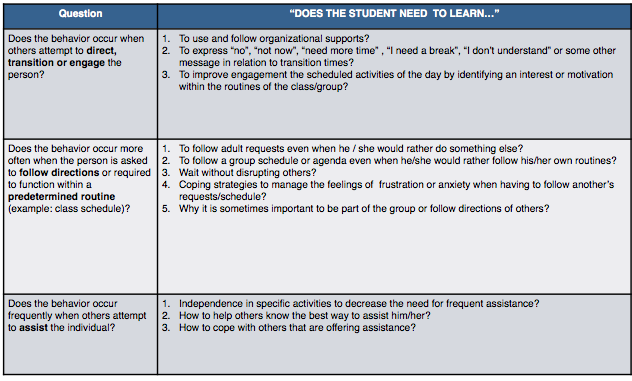 Question
“DOES THE STUDENT NEED TO LEARN…”
Does the behavior occur when
others attempt to direct,
transition or engage the
person?
1. To use and follow organizational supports?
2. To express “no”, “not now”, “need more time” , “I need a break”, “I don’t understand” or some other
message in relation to transition times?
3. To improve engagement the scheduled activities of the day by identifying an interest or motivation
within the routines of the class/group?
Does the behavior occur more
often when the person is asked
to follow directions or required
to function within a
predetermined routine
(example: class schedule)?
1. To follow adult requests even when he / she would rather do something else?
2. To follow a group schedule or agenda even when he/she would rather follow his/her own routines?
3. Wait without disrupting others?
4. Coping strategies to manage the feelings of frustration or anxiety when having to follow another’s
requests/schedule?
5. Why it is sometimes important to be part of the group or follow directions of others?
Does the behavior occur
frequently when others attempt
to assist the individual?
1. Independence in specific activities to decrease the need for frequent assistance?
2. How to help others know the best way to assist him/her?
3. How to cope with others that are offering assistance?